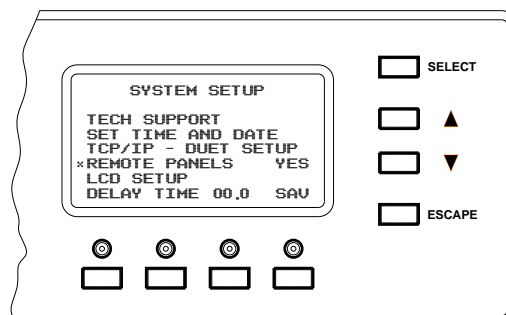 SYSTEM SETUP
TECH SUPPORT
SET TIME AND DATE
TCP/IP - DUET SETUP
×REMOTE PANELS YES
LCD SETUP
DELAY TIME 00.0 SAV
SELECT
▲
▼
ESCAPE